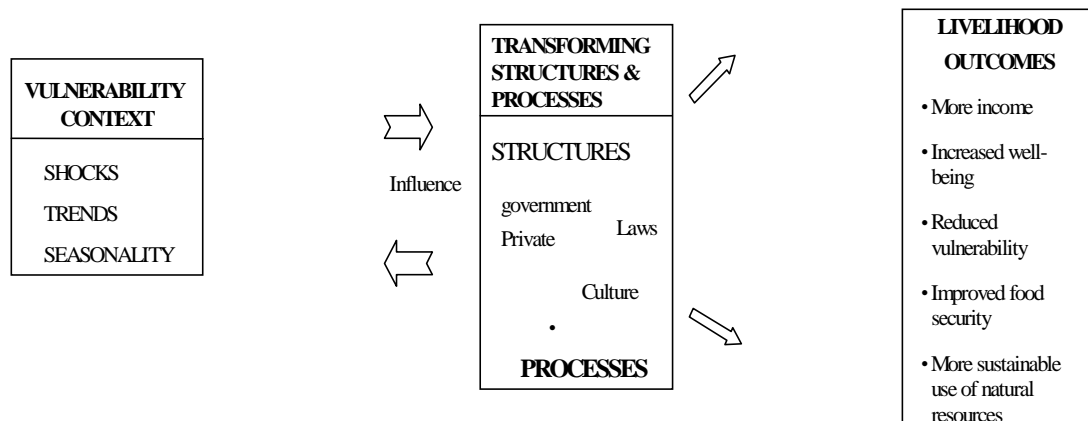 VULNERABILITY
CONTEXT
SHOCKS
TRENDS
SEASONALITY
Influence
TRANSFORMING
STRUCTURES &
PROCESSES
STRUCTURES
government
Private
Laws
Culture
•
PROCESSES
LIVELIHOOD
OUTCOMES
• More income
• Increased well-
being
• Reduced
vulnerability
• Improved food
security
• More sustainable
use of natural
resources